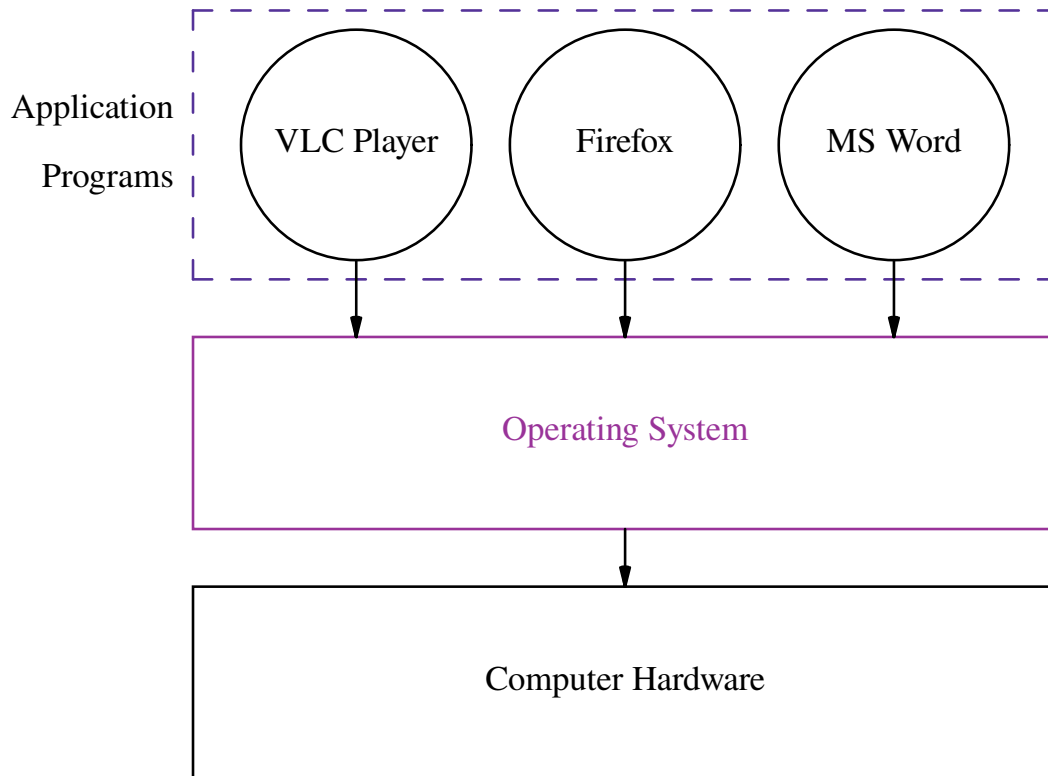 Application
Programs
VLC Player
Firefox
MS Word
Operating System
Computer Hardware